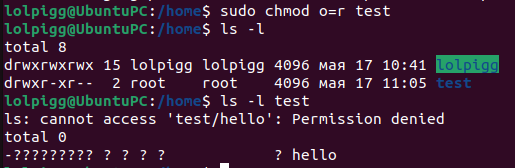 lolpigg@UbuntuPC:/home$ sudo chmod o=r test
lolpigg@UbuntuPC:/home$ ls -l
total 8
drwxrwxrwx 15 lolpigg lolpigg 4096 мая 17 10:41 lolpigg
drwxr-xr--  2 root    root    4096 мая 17 11:05 test
lolpigg@UbuntuPC:/home$ ls -l test
ls: cannot access 'test/hello': Permission denied
total 0
-????????? ? ? ? ?            ? hello